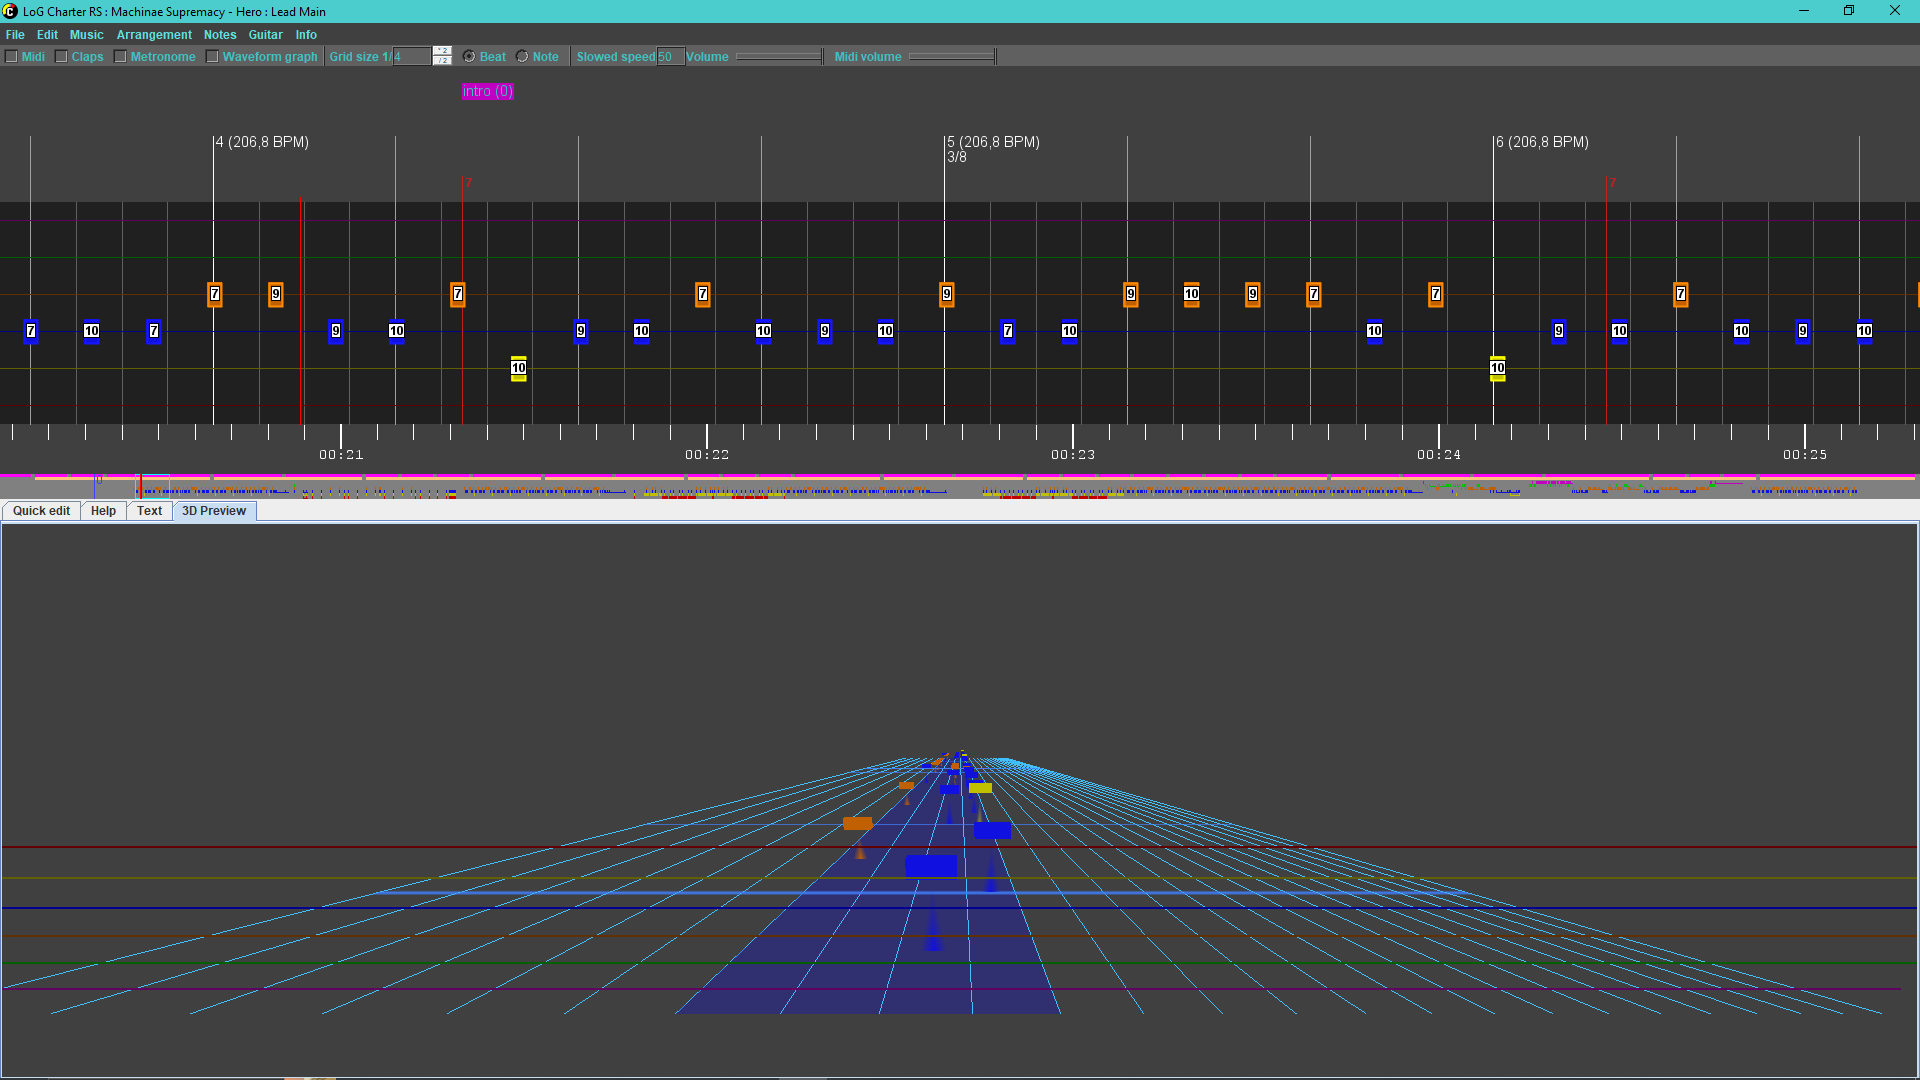 LoG Charter RS : Machinae Supremacy - Hero : Lead Main
File Edit Music Arrangement Notes Guitar Info
Midi Claps Metronome Waveform graph Grid size 1/ 4 * 2 / 2 Beat Note Slowed speed 50 Volume Midi volume
intro (0)
4 (206,8 BPM) 5 (206,8 BPM) 6 (206,8 BPM)
3/8
7 7
7 9 7 7 9 9 10 9 7 7 7
7 10 7 9 10 9 10 10 9 10 7 10 10 9 10 10 9 10
10 10
00:21 00:22 00:23 00:24 00:25
Quick edit Help Text 3D Preview